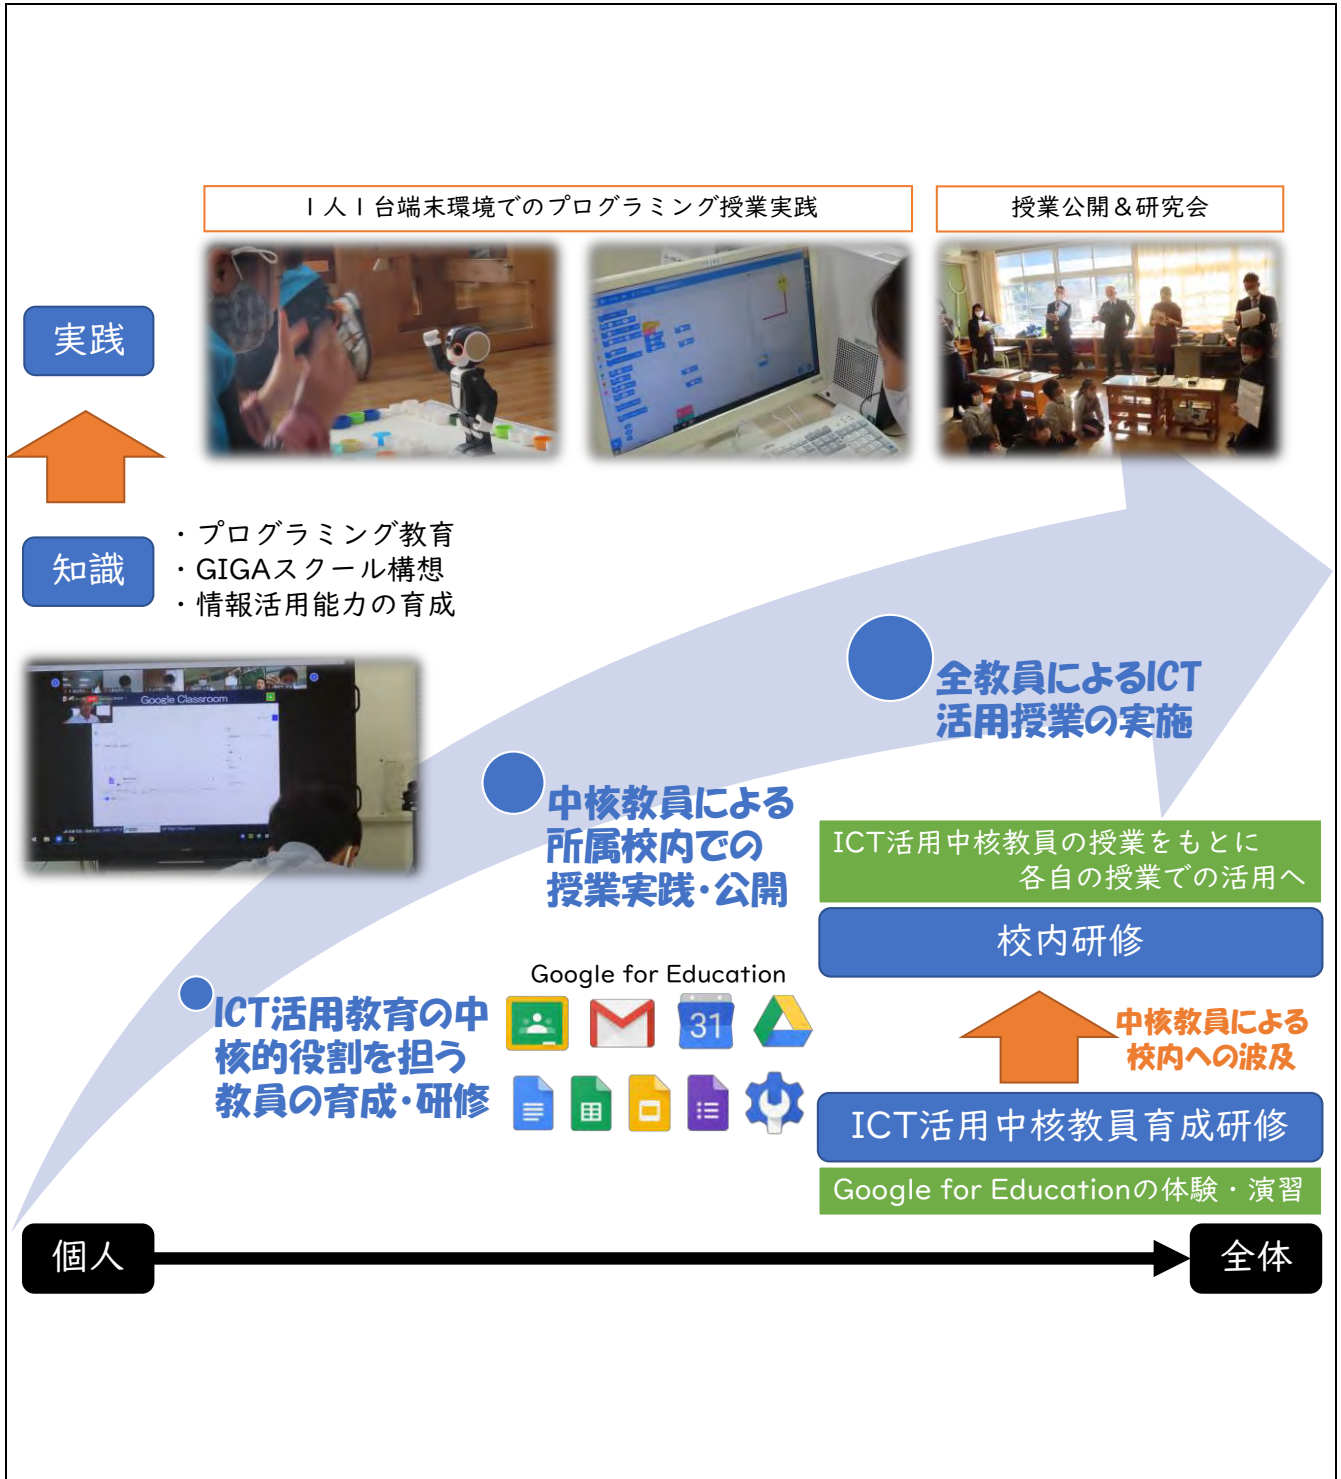 1人1台端末環境でのプログラミング授業実践
授業公開＆研究会
実践
知識
・プログラミング教育
・GIGAスクール構想
・情報活用能力の育成
Google Classroom
全教員によるICT
活用授業の実施
中核教員による
所属校内での
授業実践・公開
ICT活用教育の中
核的役割を担う
教員の育成・研修
Google for Education
31
ICT活用中核教員の授業をもとに
各自の授業での活用へ
校内研修
中核教員による
校内への波及
ICT活用中核教員育成研修
Google for Educationの体験・演習
個人
全体